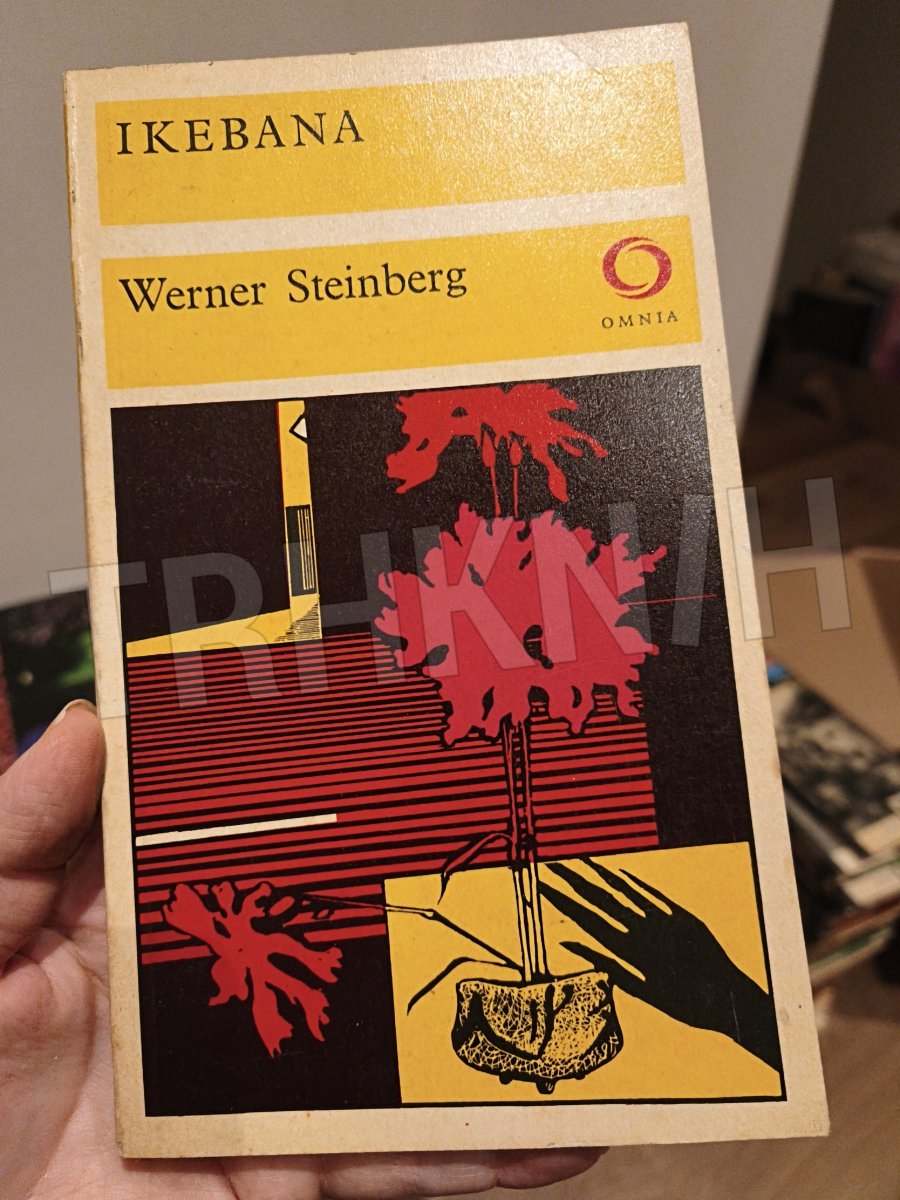 IKEBANA
Werner Steinberg
OMNIA
TRHKNIH